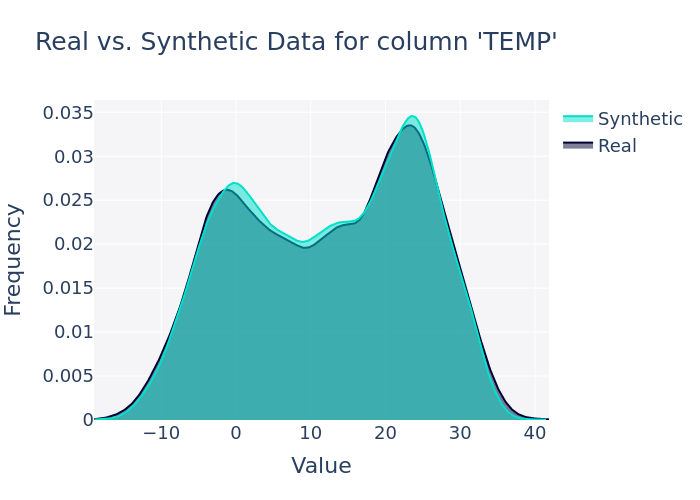 Real vs. Synthetic Data for column 'TEMP'
Synthetic
Real
0.035
0.03
0.025
0.02
0.015
0.01
0.005
0
Frequency
−10
0
10
20
30
40
Value